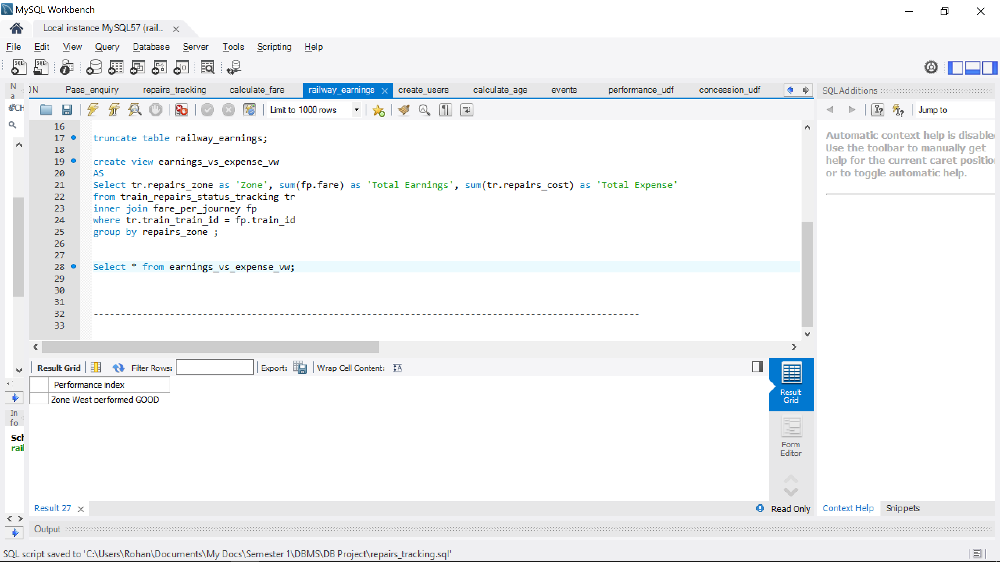 MySQL Workbench
Local instance MySQL57 (rail...
File Edit View Query Database Server Tools Scripting Help
Na
ON Pass_enquiry repairs_tracking calculate_fare railway_earnings create_users calculate_age events performance_udf concession_udf
SQLAdditions
Limit to 1000 rows
Jump to
16
17 truncate table railway_earnings;
18
19 create view earnings_vs_expense_vw
20 AS
21 Select tr.repairs_zone as 'Zone', sum(fp.fare) as 'Total Earnings', sum(tr.repairs_cost) as 'Total Expense'
22 from train_repairs_status_tracking tr
23 inner join fare_per_journey fp
24 where tr.train_train_id = fp.train_id
25 group by repairs_zone ;
26
27
28 Select * from earnings_vs_expense_vw;
29
30
31
32 ----------------------------------------------------------------------------------------------------
33
Automatic context help is disable
Use the toolbar to manually get
help for the current caret position
or to toggle automatic help.
Result Grid Filter Rows: Export: Wrap Cell Content:
Performance index
Zone West performed GOOD
Result
Grid
Form
Editor
Info
Sch
rail
Result 27
Read Only
Context Help Snippets
Output
SQL script saved to 'C:\Users\Rohan\Documents\My Docs\Semester 1\DBMS\DB Project\repairs_tracking.sql'